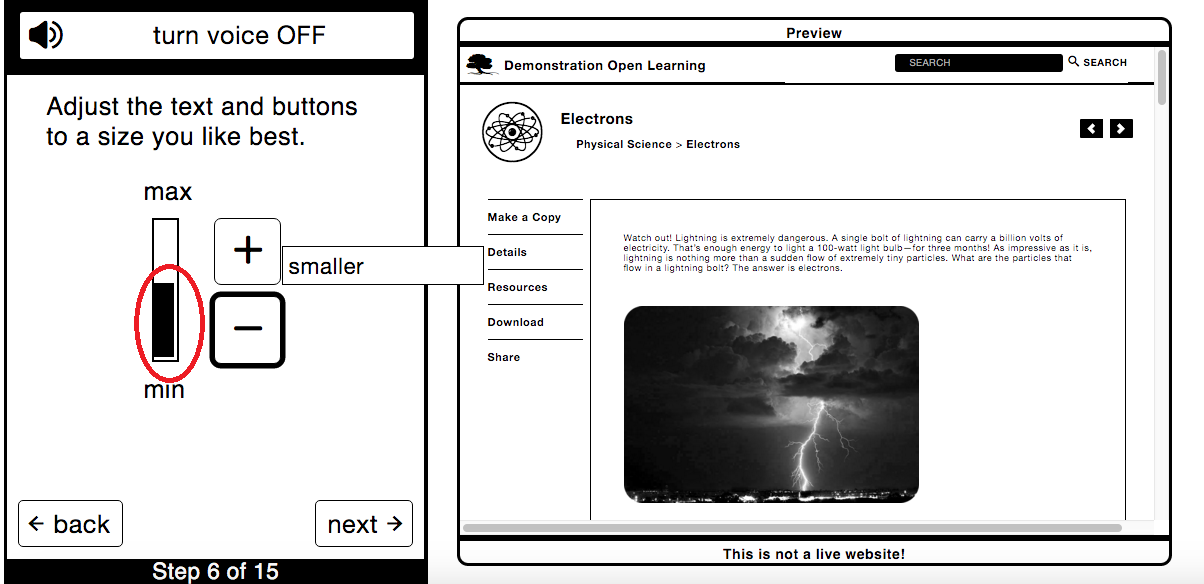 turn voice OFF
Adjust the text and buttons
to a size you like best.
max
+
smaller
−
min
← back
next →
Step 6 of 15
Preview
Demonstration Open Learning
SEARCH
SEARCH
Electrons
Physical Science > Electrons
Make a Copy
Details
Resources
Download
Share
Watch out! Lightning is extremely dangerous. A single bolt of lightning can carry a billion volts of
electricity. That's enough energy to light a 100-watt light bulb—for three months! As impressive as it is,
lightning is nothing more than a sudden flow of extremely tiny particles. What are the particles that
flow in a lightning bolt? The answer is electrons.
This is not a live website!